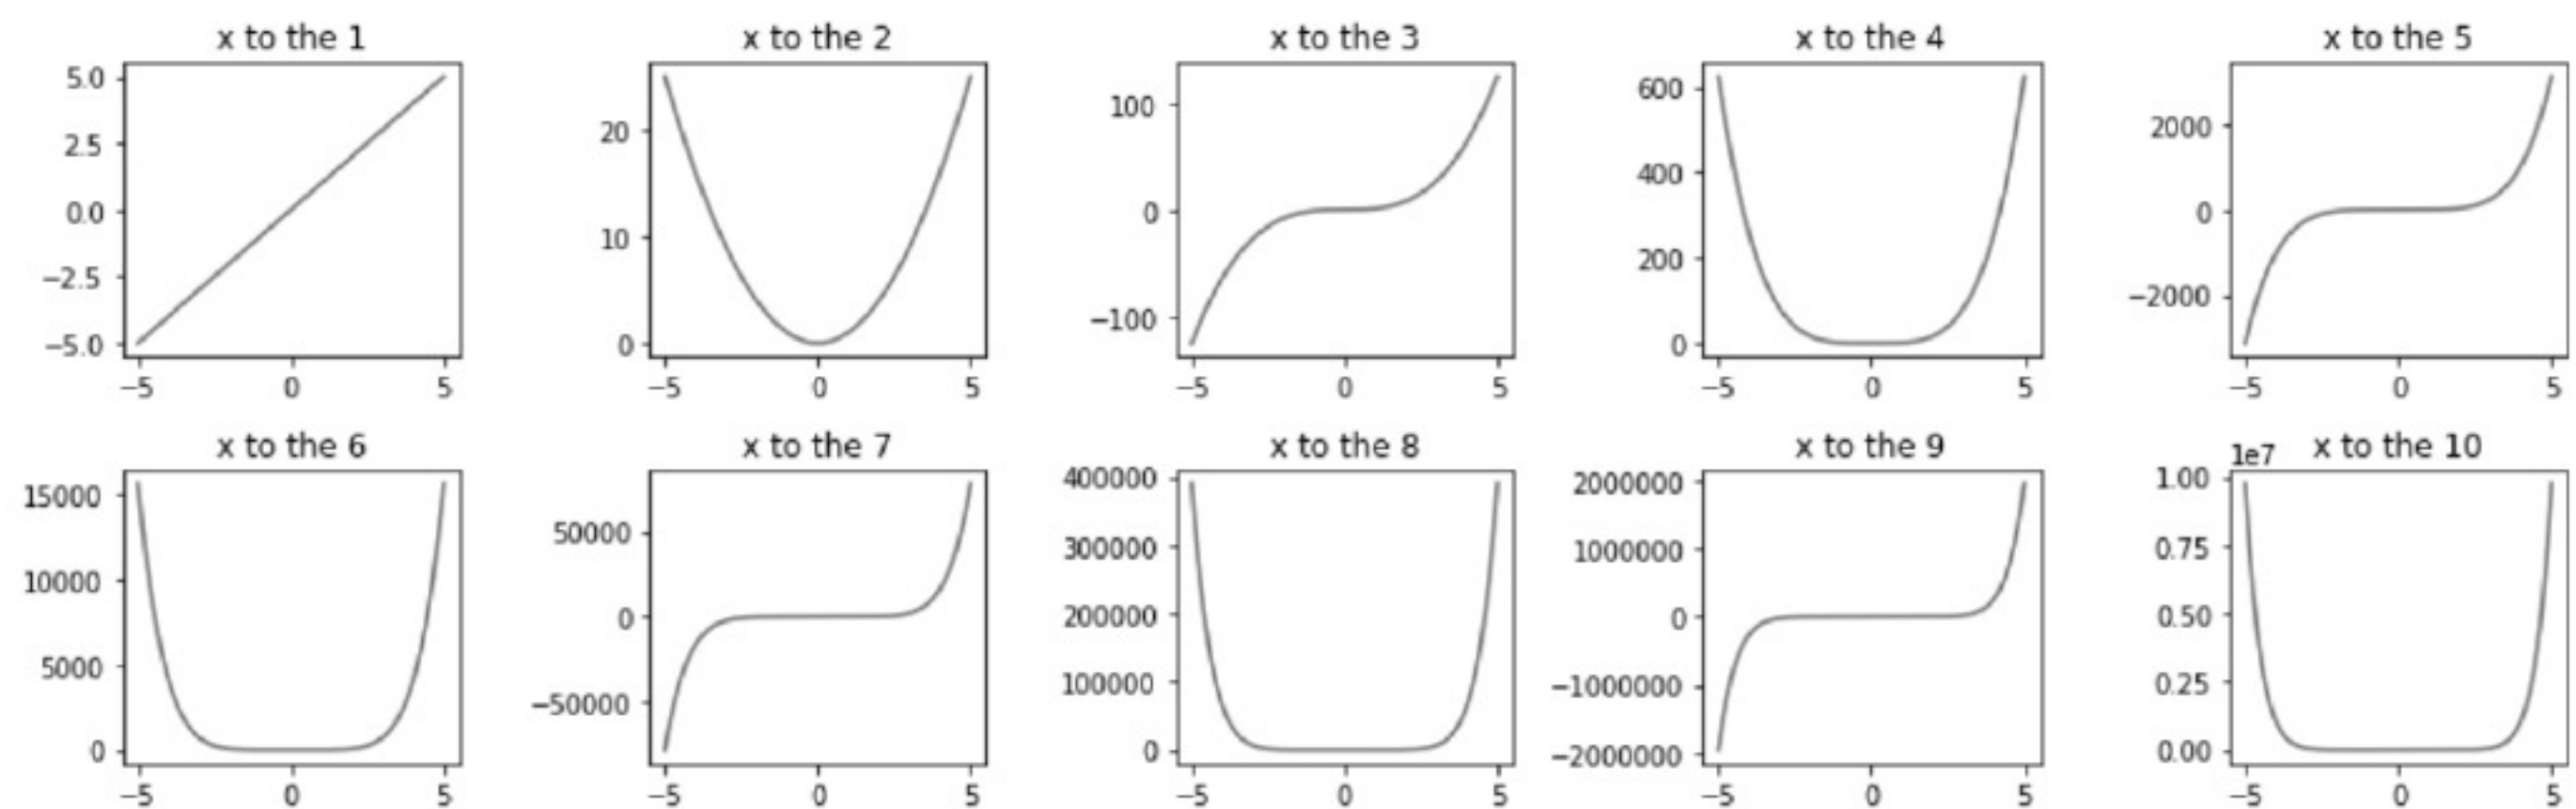 x to the 1
5.0
2.5
0.0
−2.5
−5.0
−5 0 5
x to the 2
20
10
0
−5 0 5
x to the 3
100
0
−100
−5 0 5
x to the 4
600
400
200
0
−5 0 5
x to the 5
2000
0
−2000
−5 0 5
x to the 6
15000
10000
5000
0
−5 0 5
x to the 7
50000
0
−50000
−5 0 5
x to the 8
400000
300000
200000
100000
0
−5 0 5
x to the 9
2000000
1000000
0
−1000000
−2000000
−5 0 5
1e7 x to the 10
1.00
0.75
0.50
0.25
0.00
−5 0 5